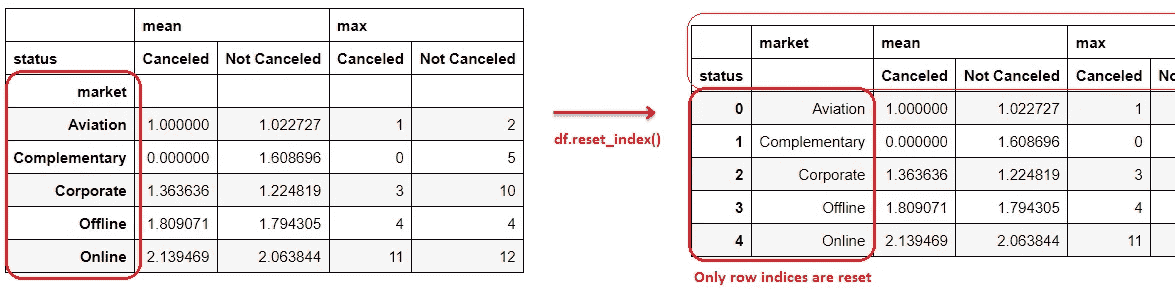 mean max
status Canceled Not Canceled Canceled Not Canceled
market
Aviation 1.000000 1.022727 1 2
Complementary 0.000000 1.608696 0 5
Corporate 1.363636 1.224819 3 10
Offline 1.809071 1.794305 4 4
Online 2.139469 2.063844 11 12
df.reset_index()
market mean max
status Canceled Not Canceled Canceled
0 Aviation 1.000000 1.022727 1
1 Complementary 0.000000 1.608696 0
2 Corporate 1.363636 1.224819 3
3 Offline 1.809071 1.794305 4
4 Online 2.139469 2.063844 11
Only row indices are reset